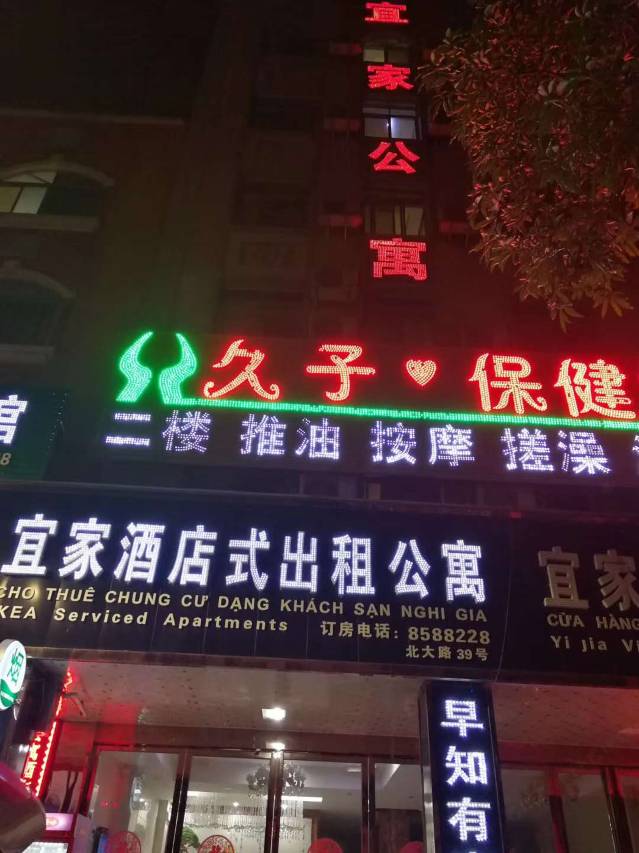 宜家公寓
久子♥保健
二楼 推油 按摩 搓澡
8
宜家酒店式出租公寓
CHO THUÊ CHUNG CƯ DẠNG KHÁCH SẠN NGHI GIA
KEA Serviced Apartments 订房电话：8588228
北大路 39号
宜家
CỬA HÀNG
Yi jia
早知有